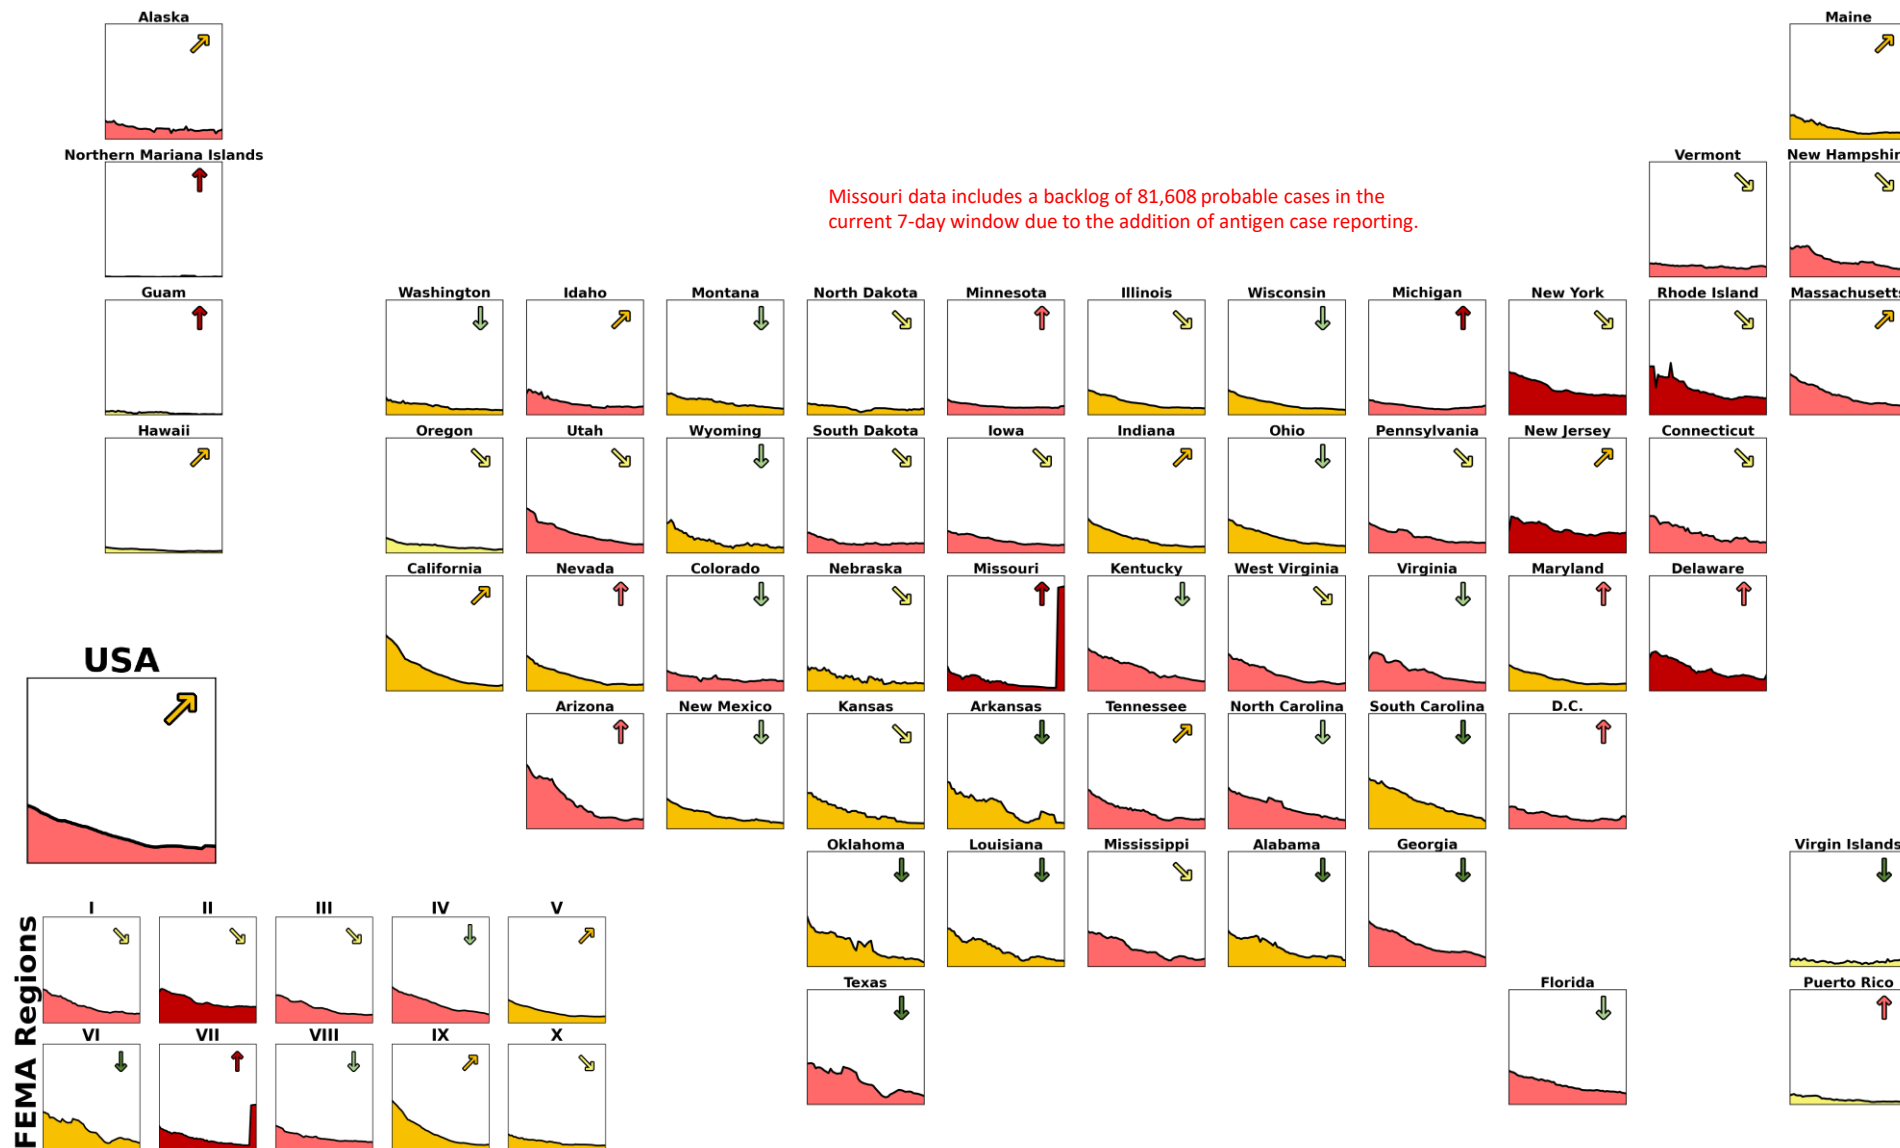 Alaska
Maine
Northern Mariana Islands
Vermont
New Hampshir
Missouri data includes a backlog of 81,608 probable cases in the
current 7-day window due to the addition of antigen case reporting.
Guam
Washington
Idaho
Montana
North Dakota
Minnesota
Illinois
Wisconsin
Michigan
New York
Rhode Island
Massachusetts
Hawaii
Oregon
Utah
Wyoming
South Dakota
Iowa
Indiana
Ohio
Pennsylvania
New Jersey
Connecticut
California
Nevada
Colorado
Nebraska
Missouri
Kentucky
West Virginia
Virginia
Maryland
Delaware
USA
Arizona
New Mexico
Kansas
Arkansas
Tennessee
North Carolina
South Carolina
D.C.
Oklahoma
Louisiana
Mississippi
Alabama
Georgia
Virgin Islands
FEMA Regions
I
II
III
IV
V
Texas
Florida
Puerto Rico
VI
VII
VIII
IX
X